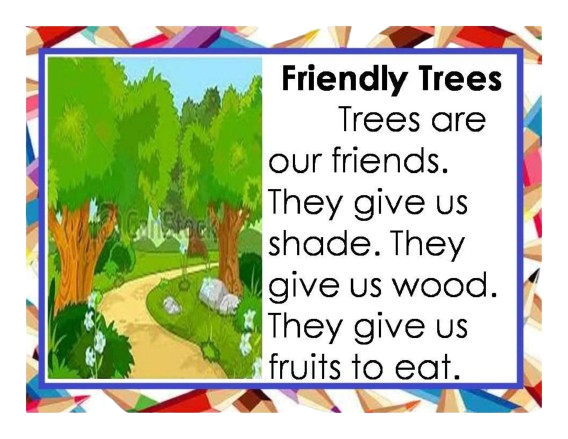 Friendly Trees
Trees are
our friends.
They give us
shade. They
give us wood.
They give us
fruits to eat.